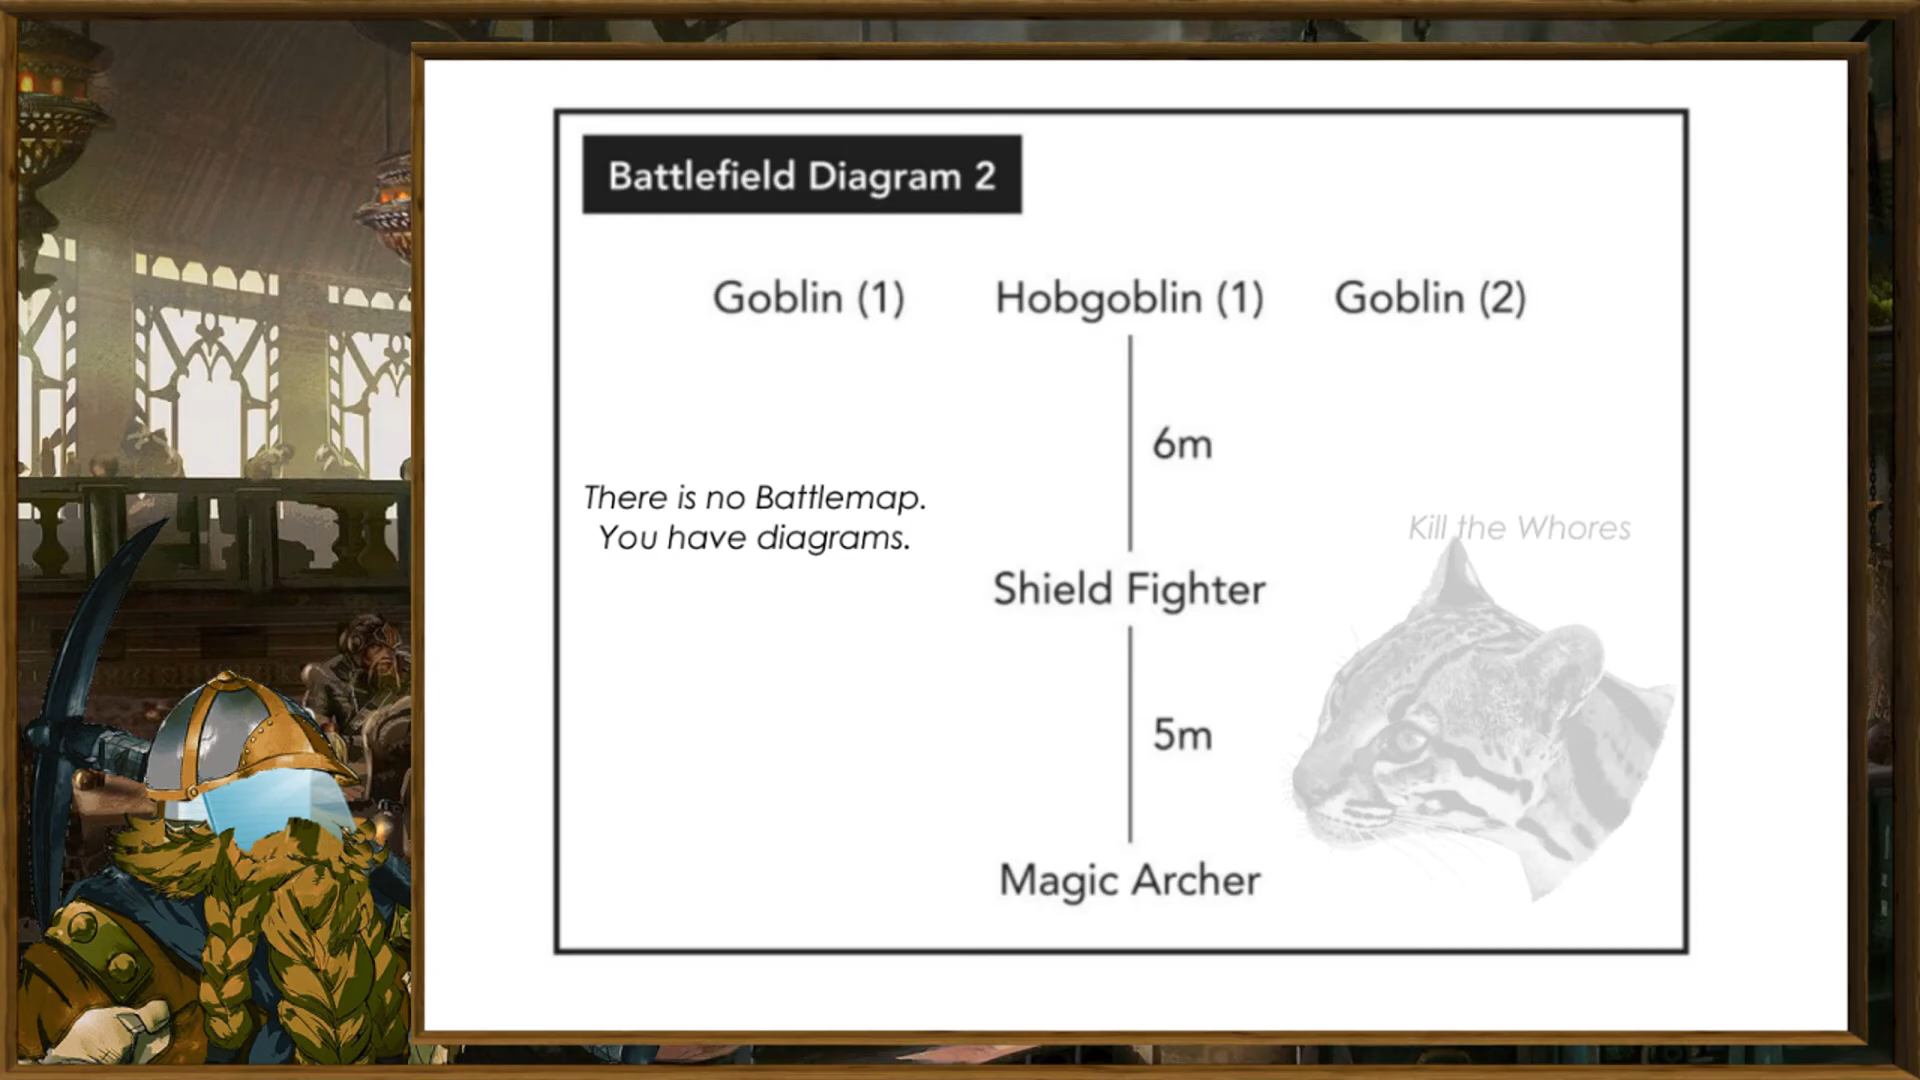 Battlefield Diagram 2
Goblin (1) Hobgoblin (1) Goblin (2)
6m
There is no Battlemap.
You have diagrams.
Kill the Whores
Shield Fighter
5m
Magic Archer